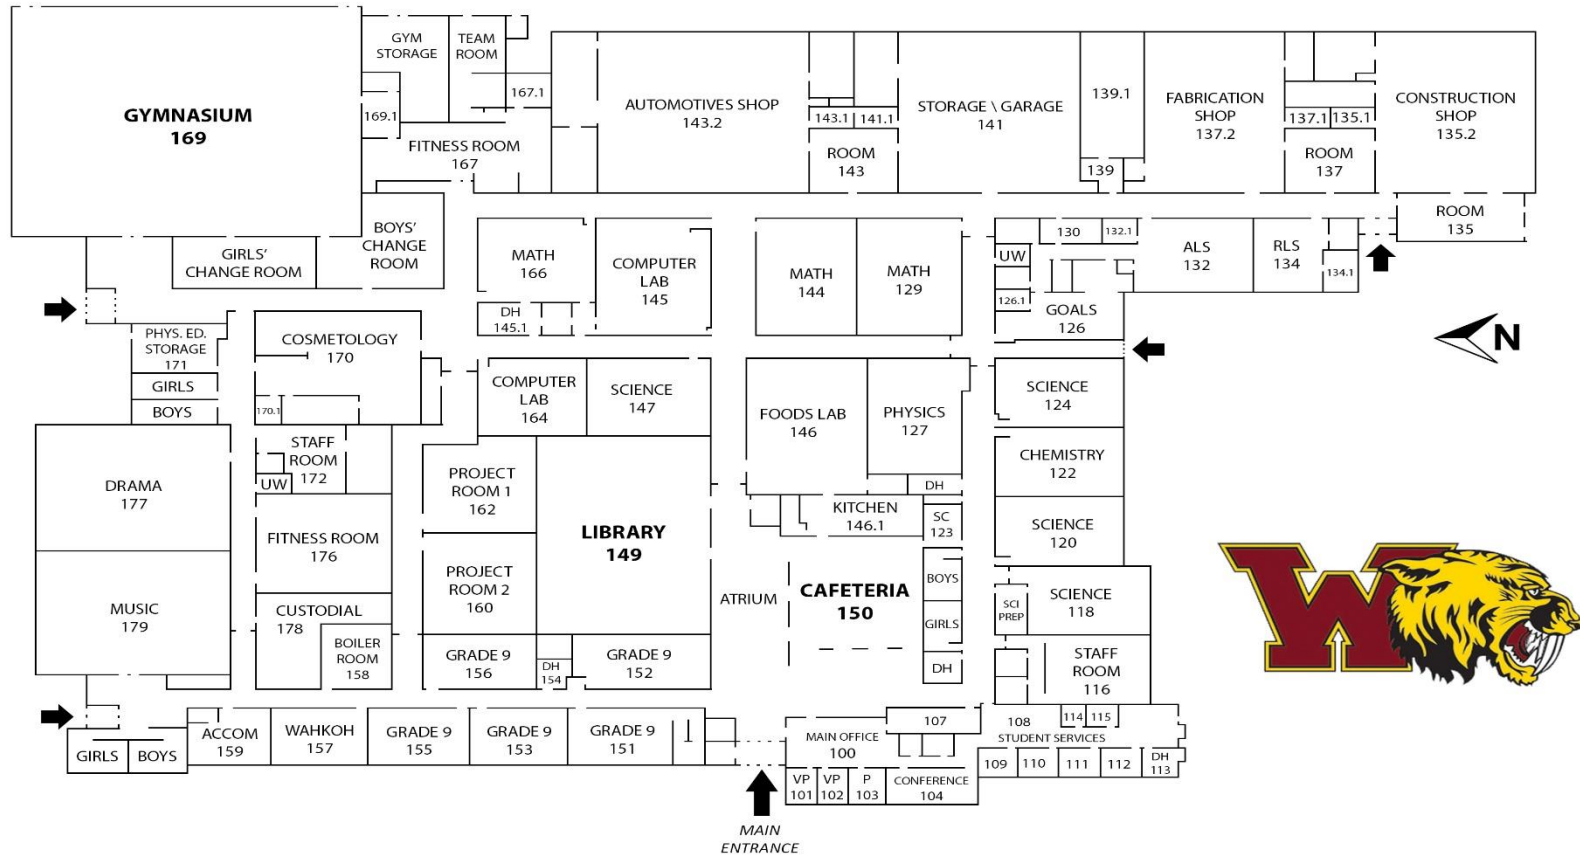 GYMNASIUM
169
GYM
STORAGE
TEAM
ROOM
169.1
167.1
FITNESS ROOM
167
AUTOMOTIVES SHOP
143.2
143.1
141.1
ROOM
143
STORAGE \ GARAGE
141
139.1
139
FABRICATION
SHOP
137.2
137.1
135.1
ROOM
137
CONSTRUCTION
SHOP
135.2
ROOM
135
GIRLS'
CHANGE ROOM
BOYS'
CHANGE
ROOM
MATH
166
DH
145.1
COMPUTER
LAB
145
MATH
144
MATH
129
130
132.1
UW
126.1
GOALS
126
ALS
132
RLS
134
134.1
N
PHYS. ED.
STORAGE
171
GIRLS
BOYS
COSMETOLOGY
170
170.1
COMPUTER
LAB
164
SCIENCE
147
FOODS LAB
146
PHYSICS
127
SCIENCE
124
DRAMA
177
STAFF
ROOM
172
UW
PROJECT
ROOM 1
162
LIBRARY
149
DH
KITCHEN
146.1
SC
123
CHEMISTRY
122
SCIENCE
120
MUSIC
179
FITNESS ROOM
176
CUSTODIAL
178
BOILER
ROOM
158
PROJECT
ROOM 2
160
ATRIUM
CAFETERIA
150
BOYS
GIRLS
DH
SCI
PREP
SCIENCE
118
STAFF
ROOM
116
W
GRADE 9
156
DH
154
GRADE 9
152
GIRLS
BOYS
ACCOM
159
WAHKOH
157
GRADE 9
155
GRADE 9
153
GRADE 9
151
MAIN OFFICE
100
107
108
114
115
STUDENT SERVICES
109
110
111
112
DH
113
VP
101
VP
102
P
103
CONFERENCE
104
MAIN
ENTRANCE